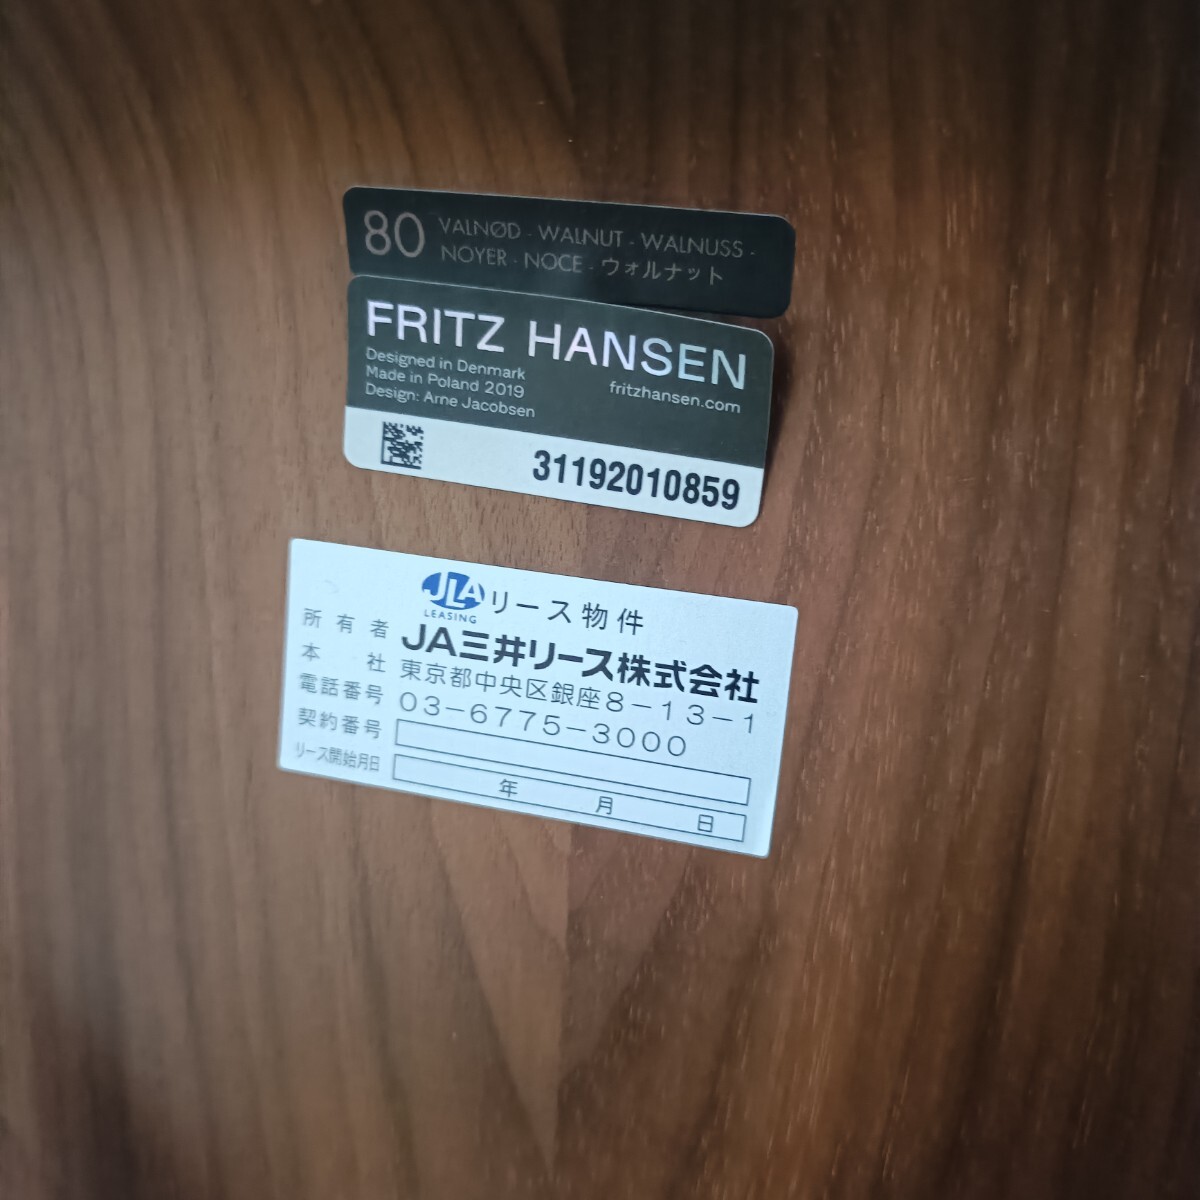 80 VALNØD - WALNUT - WALNUSS -
NOYER - NOCE - ウォルナット
FRITZ HANSEN
Designed in Denmark
Made in Poland 2019
Design: Arne Jacobsen
fritzhansen.com
31192010859
JLA LEASING リース物件
所有者 JA三井リース株式会社
本社 東京都中央区銀座8-13-1
電話番号 03-6775-3000
契約番号
リース開始月日 年 月 日